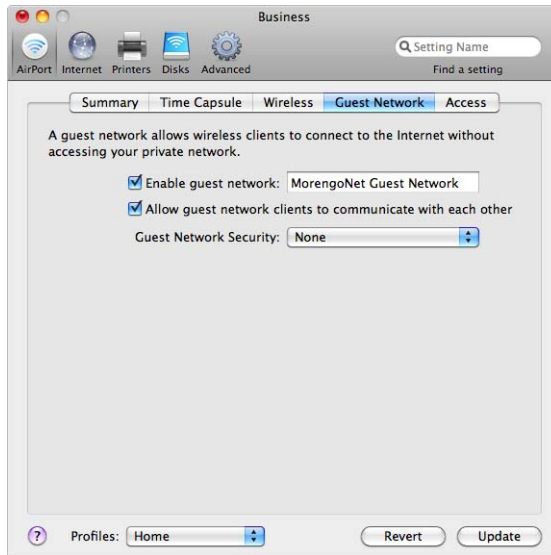 Business
Setting Name
AirPort Internet Printers Disks Advanced Find a setting
Summary Time Capsule Wireless Guest Network Access
A guest network allows wireless clients to connect to the Internet without
accessing your private network.
Enable guest network: MorengoNet Guest Network
Allow guest network clients to communicate with each other
Guest Network Security: None
? Profiles: Home Revert Update